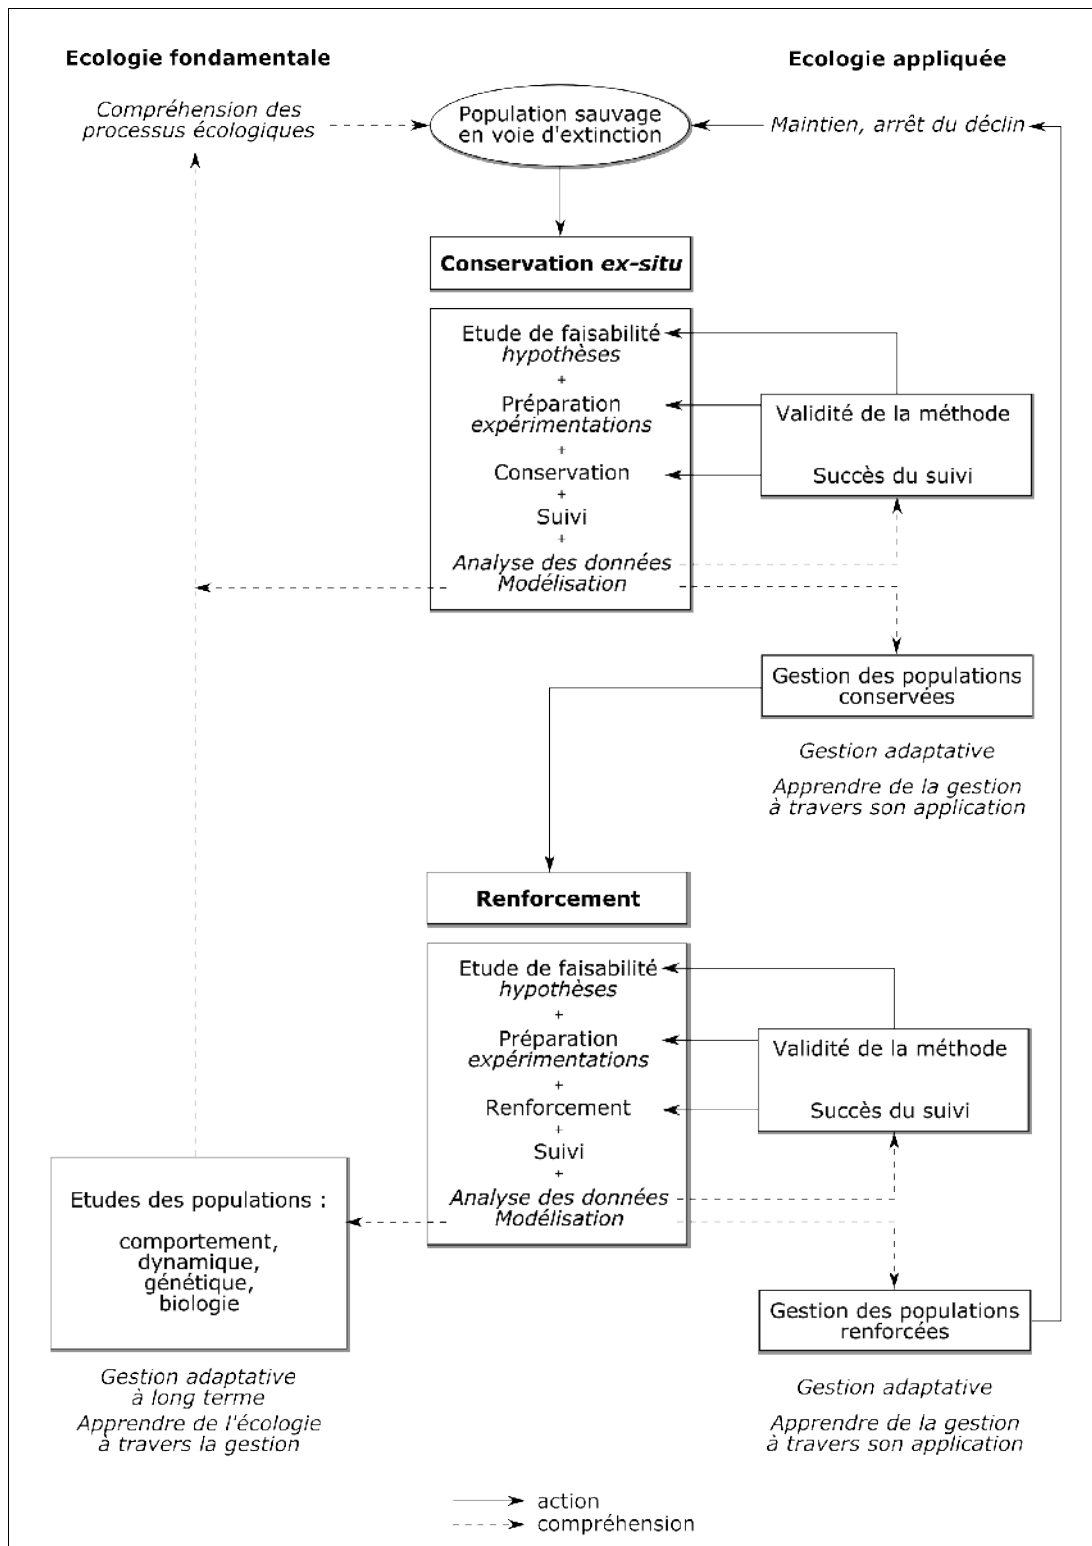 Ecologie fondamentale
Ecologie appliquée
Compréhension des
processus écologiques
Population sauvage
en voie d'extinction
Maintien, arrêt du déclin
Conservation ex-situ
Etude de faisabilité
hypothèses
+
Préparation
expérimentations
+
Conservation
+
Suivi
+
Analyse des données
Modélisation
Validité de la méthode
Succès du suivi
Gestion des populations
conservées
Gestion adaptative
Apprendre de la gestion
à travers son application
Renforcement
Etude de faisabilité
hypothèses
+
Préparation
expérimentations
+
Renforcement
+
Suivi
+
Analyse des données
Modélisation
Validité de la méthode
Succès du suivi
Etudes des populations :
comportement,
dynamique,
génétique,
biologie
Gestion adaptative
à long terme
Apprendre de l'écologie
à travers la gestion
Gestion des populations
renforcées
Gestion adaptative
Apprendre de la gestion
à travers son application
action
compréhension